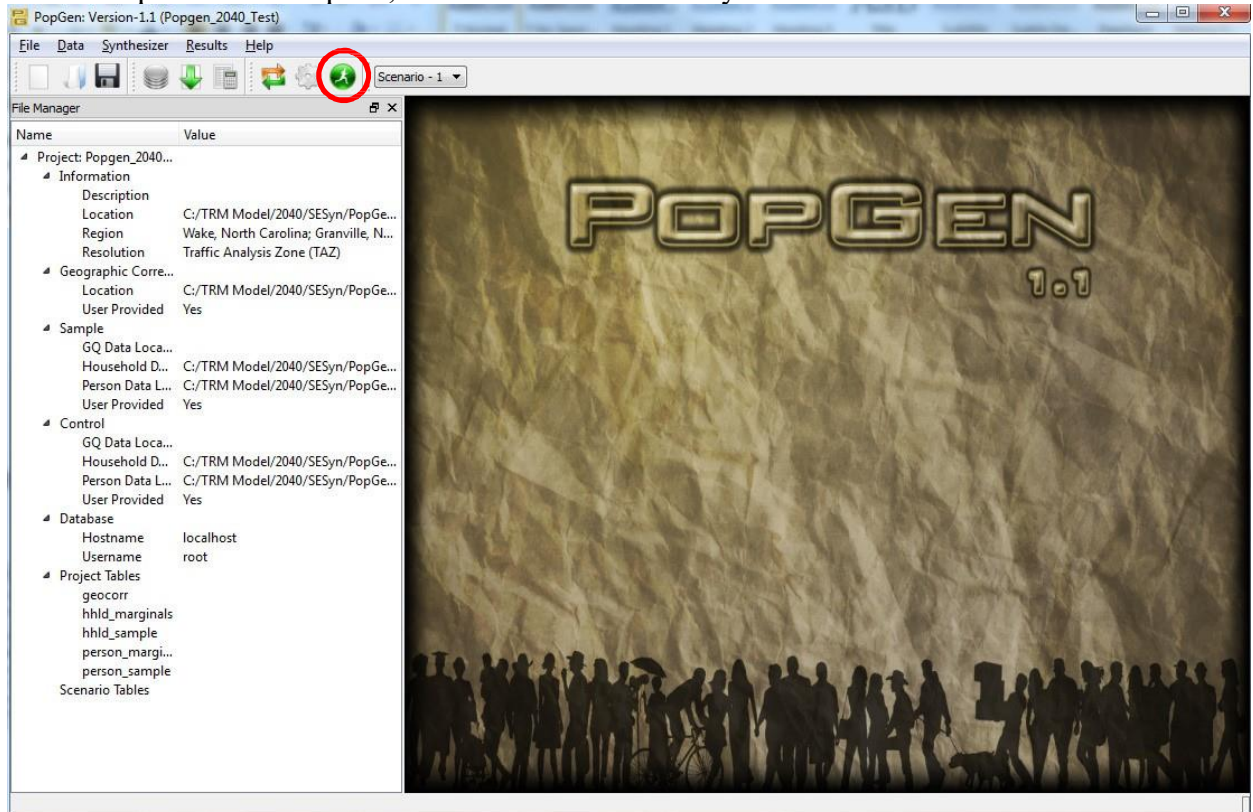 PopGen: Version-1.1 (Popgen_2040_Test)
File Data Synthesizer Results Help
Scenario - 1
File Manager
Name Value
Project: Popgen_2040...
Information
Description
Location C:/TRM Model/2040/SESyn/PopGe...
Region Wake, North Carolina; Granville, N...
Resolution Traffic Analysis Zone (TAZ)
Geographic Corre...
Location C:/TRM Model/2040/SESyn/PopGe...
User Provided Yes
Sample
GQ Data Loca...
Household D... C:/TRM Model/2040/SESyn/PopGe...
Person Data L... C:/TRM Model/2040/SESyn/PopGe...
User Provided Yes
Control
GQ Data Loca...
Household D... C:/TRM Model/2040/SESyn/PopGe...
Person Data L... C:/TRM Model/2040/SESyn/PopGe...
User Provided Yes
Database
Hostname localhost
Username root
Project Tables
geocorr
hhld_marginals
hhld_sample
person_margi...
person_sample
Scenario Tables
PopGen
1.1